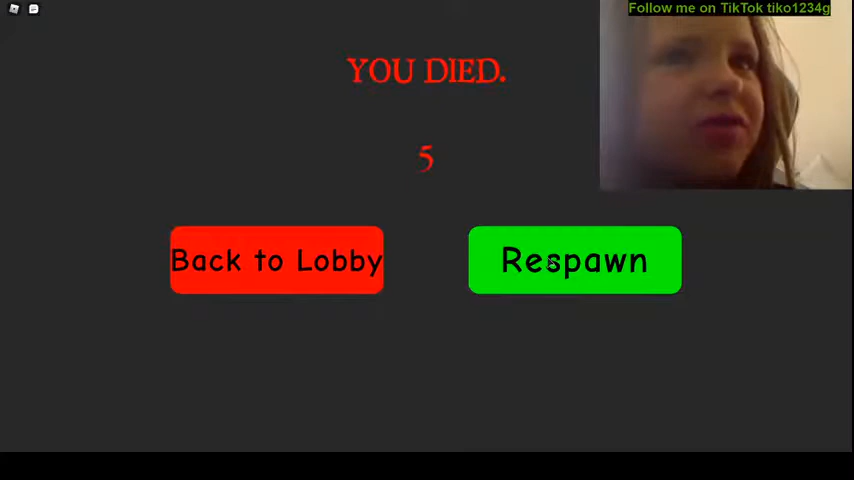 Follow me on TikTok tiko1234g
YOU DIED.
5
Back to Lobby
Respawn